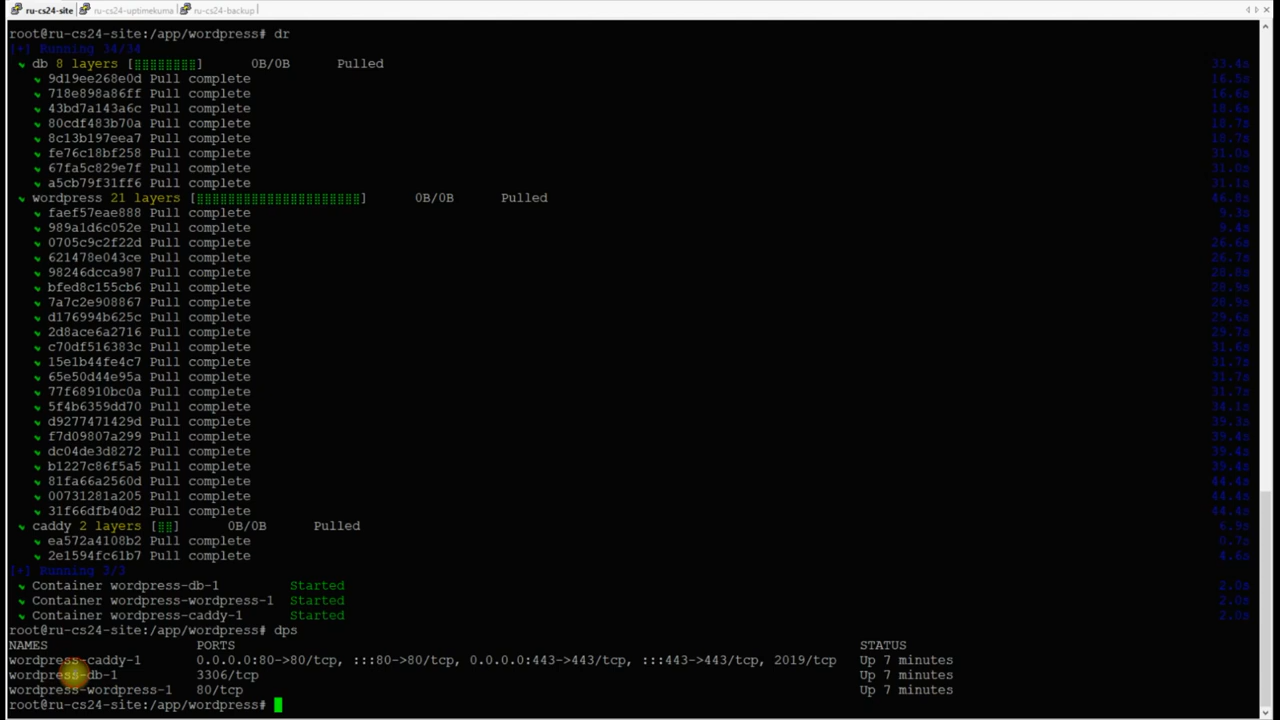 ru-cs24-site ru-cs24-uptimekuma ru-cs24-backup
root@ru-cs24-site:/app/wordpress# dr
[+] Running 34/34
db 8 layers [⣿⣿⣿⣿⣿⣿⣿⣿] 0B/0B Pulled 33.4s
9d19ee268e0d Pull complete 16.5s
718e898a86ff Pull complete 16.6s
43bd7a143a6c Pull complete 18.6s
80cdf483b70a Pull complete 18.7s
8c13b197eea7 Pull complete 18.7s
fe76c18bf258 Pull complete 31.0s
67fa5c829e7f Pull complete 31.0s
a5cb79f31ff6 Pull complete 31.1s
wordpress 21 layers [⣿⣿⣿⣿⣿⣿⣿⣿⣿⣿⣿⣿⣿⣿⣿⣿⣿⣿⣿⣿⣿] 0B/0B Pulled 46.8s
faef57eae888 Pull complete 9.3s
989a1d6c052e Pull complete 9.4s
0705c9c2f22d Pull complete 26.6s
621478e043ce Pull complete 26.7s
98246dcca987 Pull complete 28.8s
bfed8c155cb6 Pull complete 28.9s
7a7c2e908867 Pull complete 28.9s
d176994b625c Pull complete 29.6s
2d8ace6a2716 Pull complete 29.7s
c70df516383c Pull complete 31.6s
15e1b44fe4c7 Pull complete 31.7s
65e50d44e95a Pull complete 31.7s
77f68910bc0a Pull complete 31.7s
5f4b6359dd70 Pull complete 34.1s
d9277471429d Pull complete 39.3s
f7d09807a299 Pull complete 39.4s
dc04de3d8272 Pull complete 39.4s
b1227c86f5a5 Pull complete 39.4s
81fa66a2560d Pull complete 44.4s
00731281a205 Pull complete 44.4s
31f66dfb40d2 Pull complete 44.4s
caddy 2 layers [⣿⣿] 0B/0B Pulled 6.9s
ea572a4108b2 Pull complete 0.7s
2e1594fc61b7 Pull complete 4.6s
[+] Running 3/3
Container wordpress-db-1 Started 2.0s
Container wordpress-wordpress-1 Started 2.0s
Container wordpress-caddy-1 Started 2.0s
root@ru-cs24-site:/app/wordpress# dps
NAMES PORTS STATUS
wordpress-caddy-1 0.0.0.0:80->80/tcp, :::80->80/tcp, 0.0.0.0:443->443/tcp, :::443->443/tcp, 2019/tcp Up 7 minutes
wordpress-db-1 3306/tcp Up 7 minutes
wordpress-wordpress-1 80/tcp Up 7 minutes
root@ru-cs24-site:/app/wordpress#